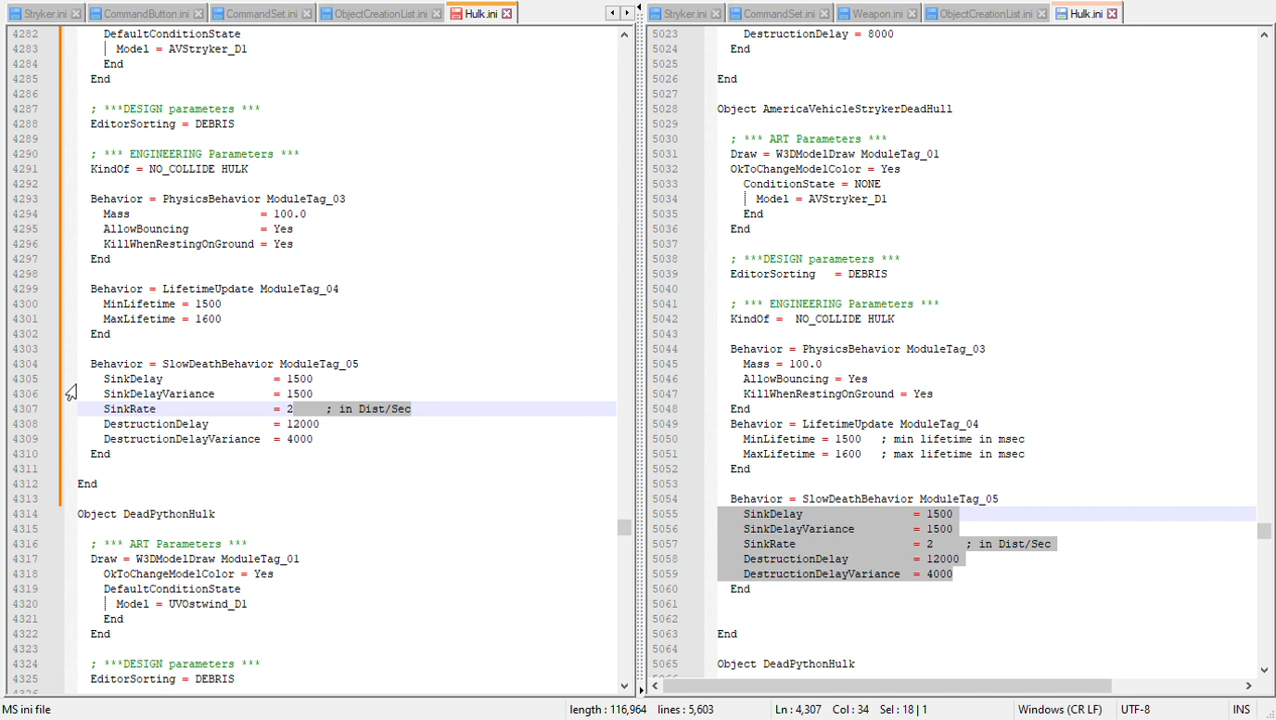 Stryker.ini CommandButton.ini CommandSet.ini ObjectCreationList.ini Hulk.ini
4282 DefaultConditionState
4283 Model = AVStryker_D1
4284 End
4285 End
4286
4287 ; ***DESIGN parameters ***
4288 EditorSorting = DEBRIS
4289
4290 ; *** ENGINEERING Parameters ***
4291 KindOf = NO_COLLIDE HULK
4292
4293 Behavior = PhysicsBehavior ModuleTag_03
4294 Mass = 100.0
4295 AllowBouncing = Yes
4296 KillWhenRestingOnGround = Yes
4297 End
4298
4299 Behavior = LifetimeUpdate ModuleTag_04
4300 MinLifetime = 1500
4301 MaxLifetime = 1600
4302 End
4303
4304 Behavior = SlowDeathBehavior ModuleTag_05
4305 SinkDelay = 1500
4306 SinkDelayVariance = 1500
4307 SinkRate = 2 ; in Dist/Sec
4308 DestructionDelay = 12000
4309 DestructionDelayVariance = 4000
4310 End
4311
4312 End
4313
4314 Object DeadPythonHulk
4315
4316 ; *** ART Parameters ***
4317 Draw = W3DModelDraw ModuleTag_01
4318 OkToChangeModelColor = Yes
4319 DefaultConditionState
4320 Model = UVOstwind_D1
4321 End
4322 End
4323
4324 ; ***DESIGN parameters ***
4325 EditorSorting = DEBRIS
4326
Stryker.ini CommandSet.ini Weapon.ini ObjectCreationList.ini Hulk.ini
5023 DestructionDelay = 8000
5024 End
5025
5026 End
5027
5028 Object AmericaVehicleStrykerDeadHull
5029
5030 ; *** ART Parameters ***
5031 Draw = W3DModelDraw ModuleTag_01
5032 OkToChangeModelColor = Yes
5033 ConditionState = NONE
5034 Model = AVStryker_D1
5035 End
5036 End
5037
5038 ; ***DESIGN parameters ***
5039 EditorSorting = DEBRIS
5040
5041 ; *** ENGINEERING Parameters ***
5042 KindOf = NO_COLLIDE HULK
5043
5044 Behavior = PhysicsBehavior ModuleTag_03
5045 Mass = 100.0
5046 AllowBouncing = Yes
5047 KillWhenRestingOnGround = Yes
5048 End
5049 Behavior = LifetimeUpdate ModuleTag_04
5050 MinLifetime = 1500 ; min lifetime in msec
5051 MaxLifetime = 1600 ; max lifetime in msec
5052 End
5053
5054 Behavior = SlowDeathBehavior ModuleTag_05
5055 SinkDelay = 1500
5056 SinkDelayVariance = 1500
5057 SinkRate = 2 ; in Dist/Sec
5058 DestructionDelay = 12000
5059 DestructionDelayVariance = 4000
5060 End
5061
5062
5063 End
5064
5065 Object DeadPythonHulk
MS ini file length : 116,964 lines : 5,603 Ln : 4,307 Col : 34 Sel : 18 | 1 Windows (CR LF) UTF-8 INS